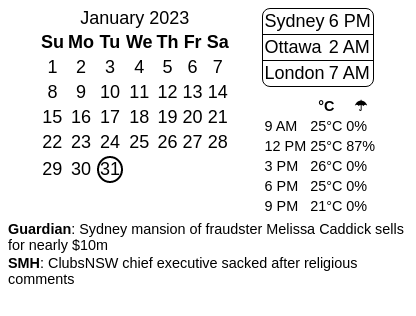 January 2023
Su Mo Tu We Th Fr Sa
1 2 3 4 5 6 7
8 9 10 11 12 13 14
15 16 17 18 19 20 21
22 23 24 25 26 27 28
29 30 31
Sydney 6 PM
Ottawa 2 AM
London 7 AM
°C ☂
9 AM 25°C 0%
12 PM 25°C 87%
3 PM 26°C 0%
6 PM 25°C 0%
9 PM 21°C 0%
Guardian: Sydney mansion of fraudster Melissa Caddick sells
for nearly $10m
SMH: ClubsNSW chief executive sacked after religious
comments